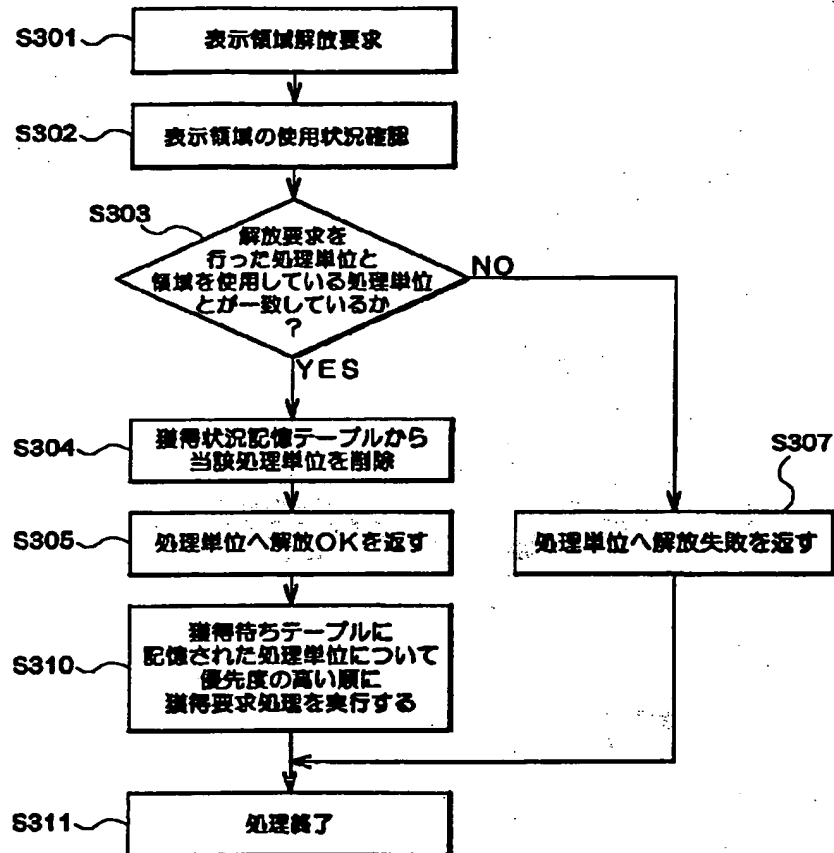 S301
表示領域解放要求
S302
表示領域の使用状況確認
S303
解放要求を
行った処理単位と
領域を使用している処理単位
とが一致しているか
?
NO
YES
S304
獲得状況記憶テーブルから
当該処理単位を削除
S307
S305
処理単位へ解放OKを返す
処理単位へ解放失敗を返す
S310
獲得待ちテーブルに
記憶された処理単位について
優先度の高い順に
獲得要求処理を実行する
S311
処理終了